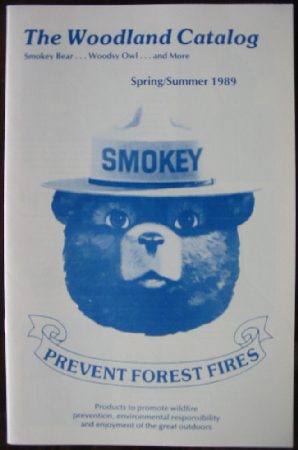 The Woodland Catalog
Smokey Bear . . . Woodsy Owl . . . and More
Spring/Summer 1989
SMOKEY
PREVENT FOREST FIRES
Products to promote wildfire
prevention, environmental responsibility
and enjoyment of the great outdoors